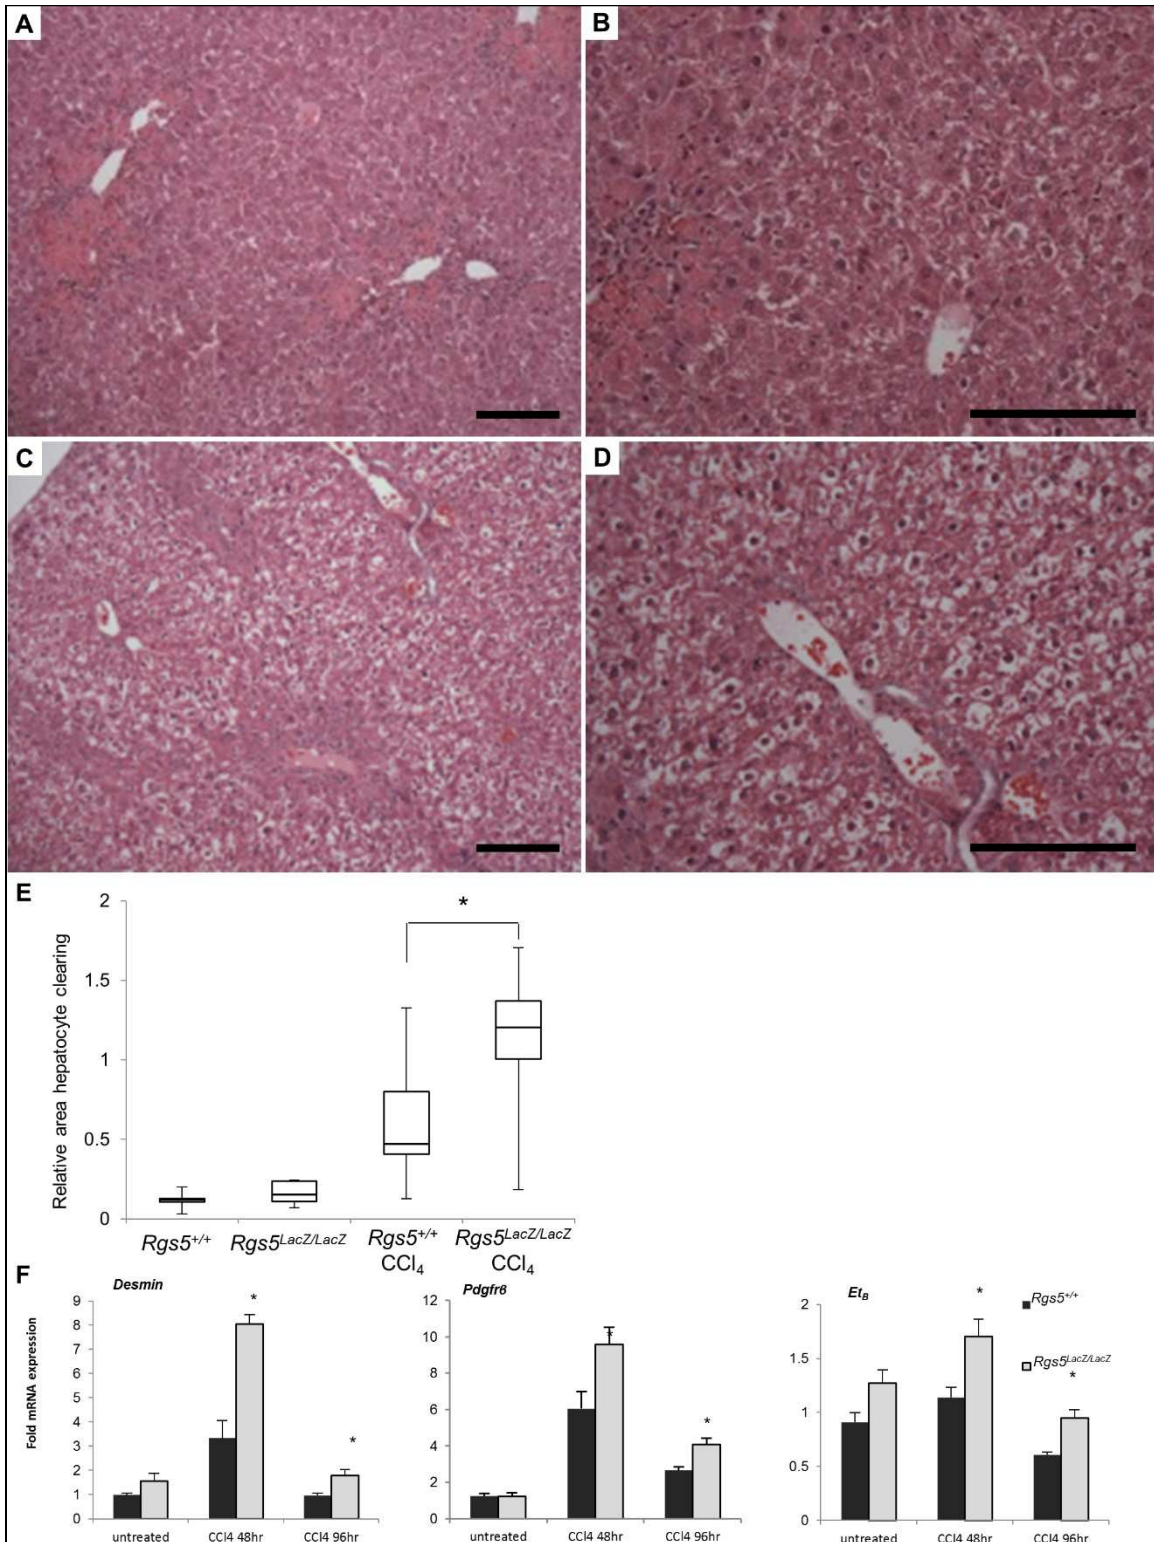 A
B
C
D
E
2
1.5
1
0.5
0
Relative area hepatocyte clearing
*
Rgs5+/+
Rgs5LacZ/LacZ
Rgs5+/+
CCl4
Rgs5LacZ/LacZ
CCl4
F
Desmin
Fold mRNA expression
9
8
7
6
5
4
3
2
1
0
*
*
untreated
CCl4 48hr
CCl4 96hr
Pdgfrβ
12
10
8
6
4
2
0
*
*
untreated
CCl4 48hr
CCl4 96hr
EtB
2
1.5
1
0.5
0
*
*
untreated
CCl4 48hr
CCl4 96hr
Rgs5+/+
Rgs5LacZ/LacZ